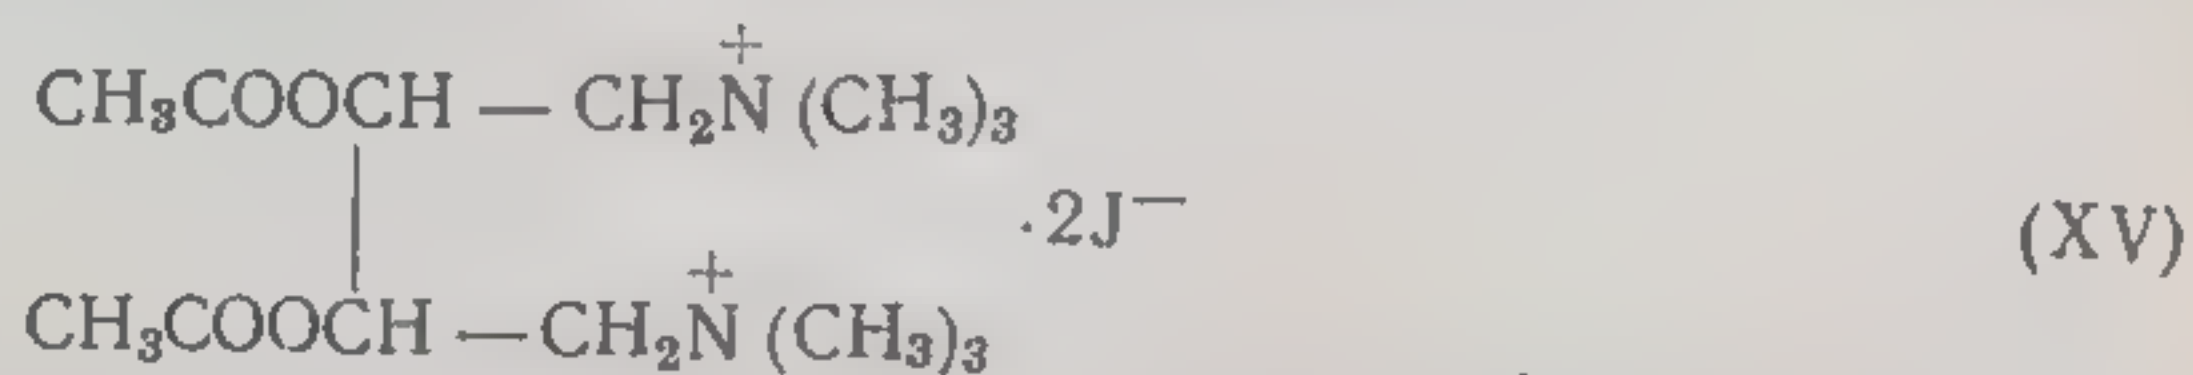 CH₃COOCH — CH₂N⁺ (CH₃)₃
· 2J⁻
(XV)
CH₃COOCH — CH₂N⁺ (CH₃)₃